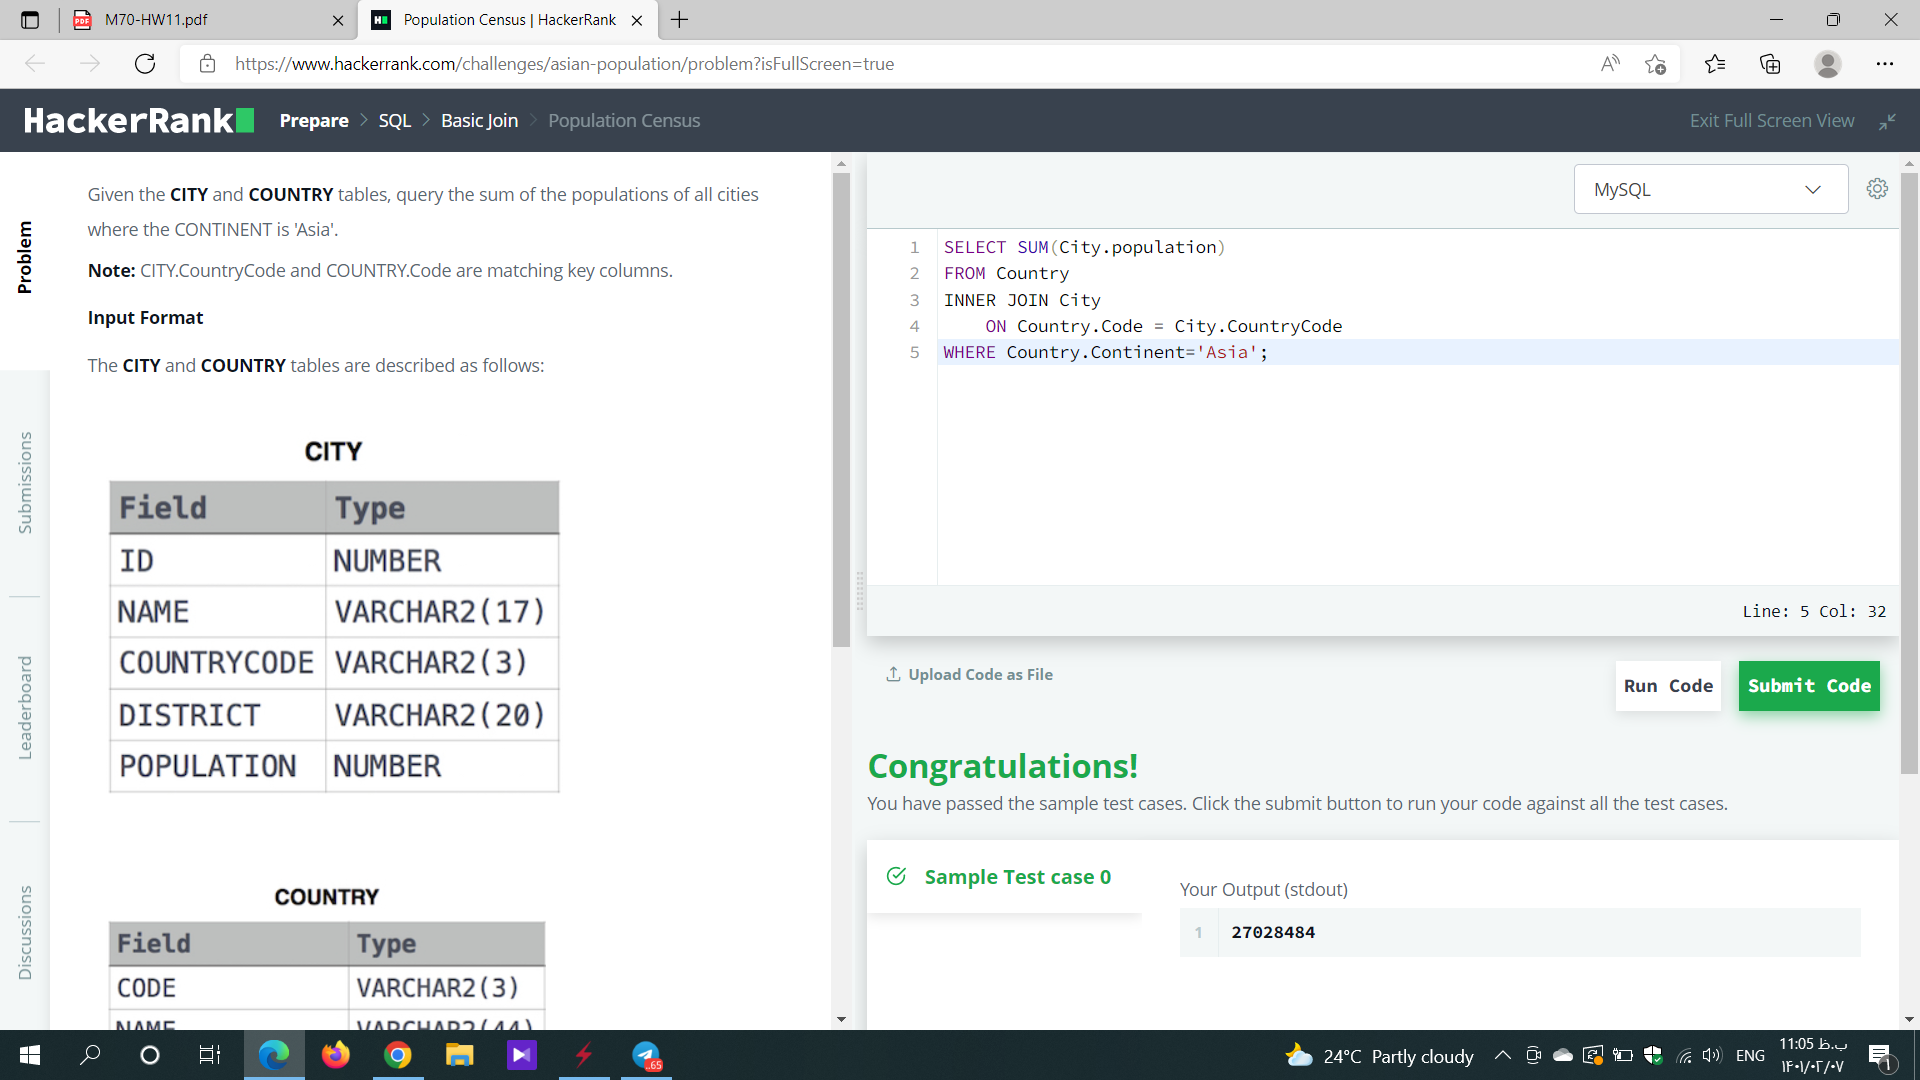 M70-HW11.pdf
Population Census | HackerRank
https://www.hackerrank.com/challenges/asian-population/problem?isFullScreen=true
HackerRank
Prepare > SQL > Basic Join > Population Census
Exit Full Screen View
Problem
Submissions
Leaderboard
Discussions
Given the CITY and COUNTRY tables, query the sum of the populations of all cities
where the CONTINENT is 'Asia'.
Note: CITY.CountryCode and COUNTRY.Code are matching key columns.
Input Format
The CITY and COUNTRY tables are described as follows:
CITY
Field Type
ID NUMBER
NAME VARCHAR2(17)
COUNTRYCODE VARCHAR2(3)
DISTRICT VARCHAR2(20)
POPULATION NUMBER
COUNTRY
Field Type
CODE VARCHAR2(3)
NAME VARCHAR2(44)
MySQL
1 SELECT SUM(City.population)
2 FROM Country
3 INNER JOIN City
4 ON Country.Code = City.CountryCode
5 WHERE Country.Continent='Asia';
Line: 5 Col: 32
Upload Code as File
Run Code
Submit Code
Congratulations!
You have passed the sample test cases. Click the submit button to run your code against all the test cases.
Sample Test case 0
Your Output (stdout)
1 27028484
65
24°C Partly cloudy
ENG
11:05 ب.ظ
۱۴۰۱/۰۲/۰۷
1